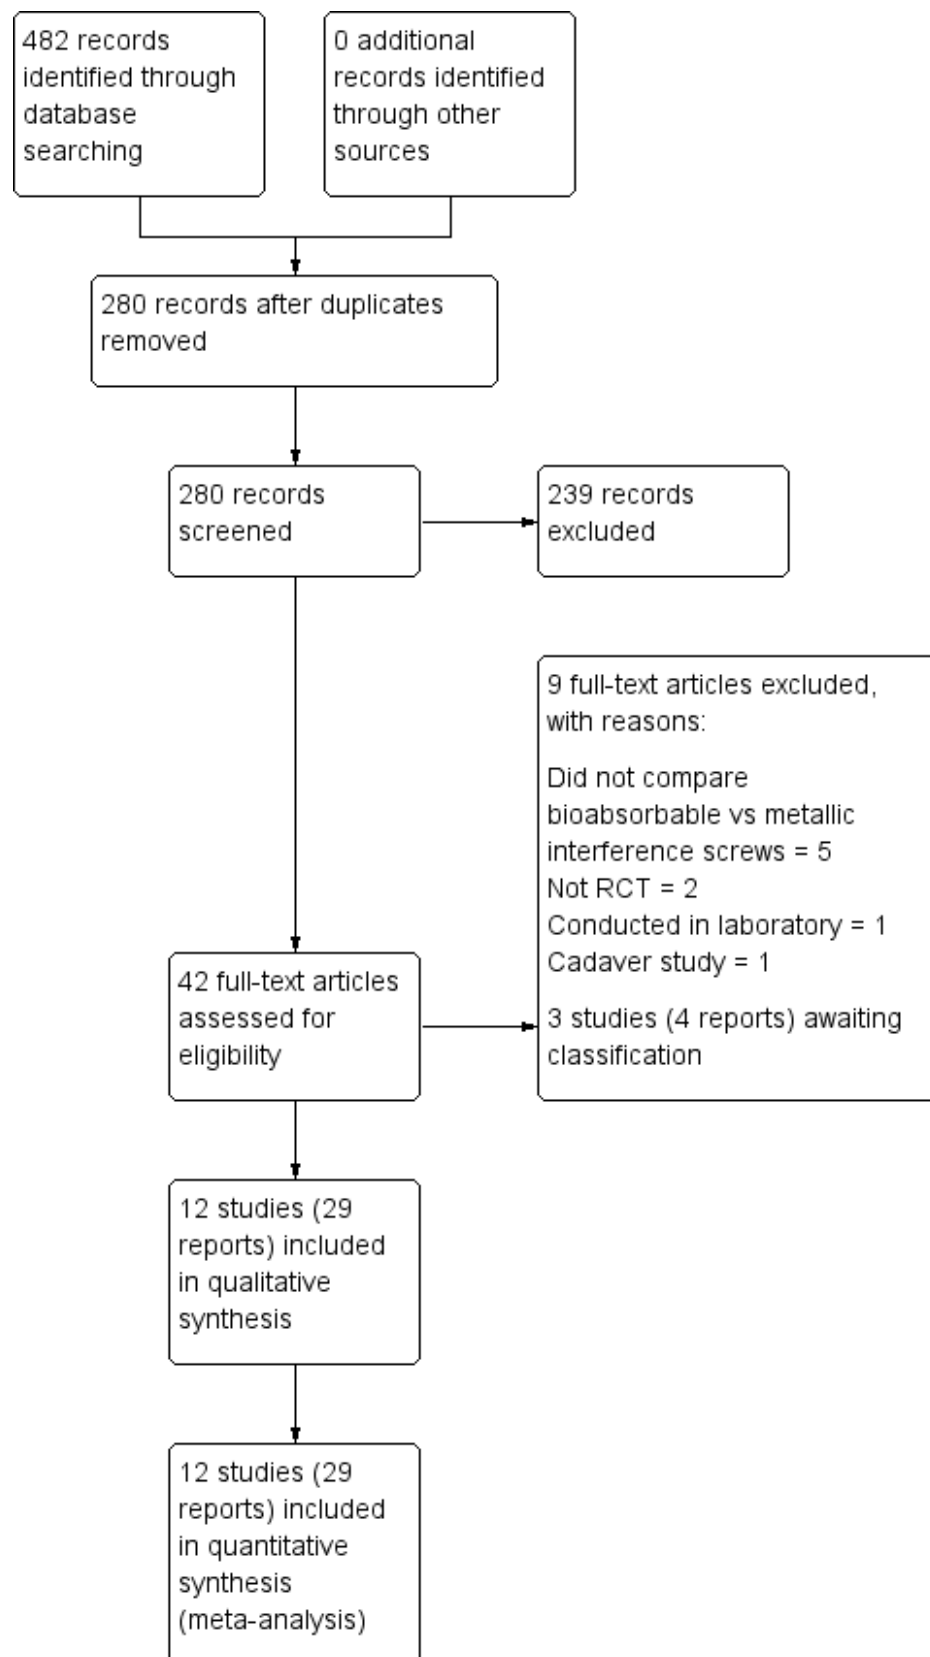 482 records
identified through
database
searching
0 additional
records identified
through other
sources
280 records after duplicates
removed
280 records
screened
239 records
excluded
9 full-text articles excluded,
with reasons:
Did not compare
bioabsorbable vs metallic
interference screws = 5
Not RCT = 2
Conducted in laboratory = 1
Cadaver study = 1
3 studies (4 reports) awaiting
classification
42 full-text articles
assessed for
eligibility
12 studies (29
reports) included
in qualitative
synthesis
12 studies (29
reports) included
in quantitative
synthesis
(meta-analysis)